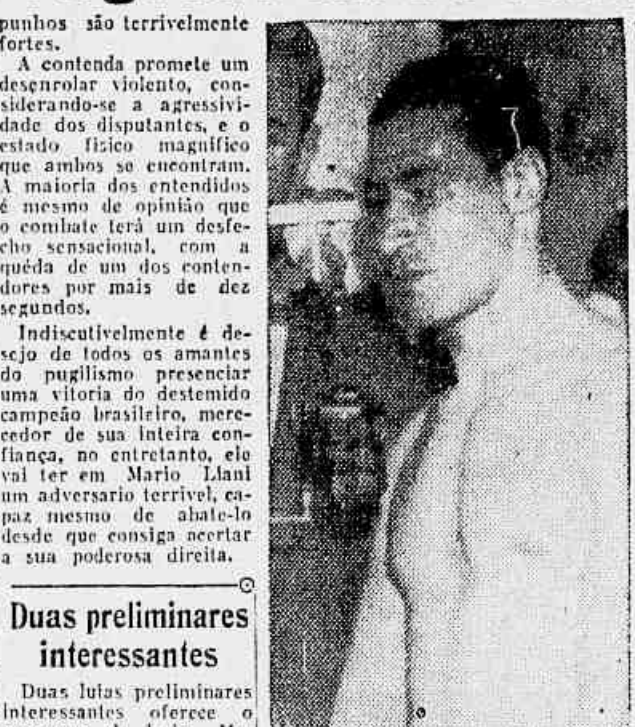 punhos são terrivelmente
fortes.
A contenda promete um
desenrolar violento, con-
siderando-se a agressivi-
dade dos disputantes, e o
estado fisico magnifico
que ambos se encontram.
A maioria dos entendidos
é mesmo de opinião que
o combate terá um desfe-
cho sensacional, com a
quéda de um dos conten-
dores por mais de dez
segundos.
Indiscutivelmente é de-
sejo de todos os amantes
do pugilismo presenciar
uma vitoria do destemido
campeão brasileiro, mere-
cedor de sua inteira con-
fiança, no entretanto, ele
vai ter em Mario Llani
um adversario terrivel, ca-
paz mesmo de abate-lo
desde que consiga acertar
a sua poderosa direita.
Duas preliminares
interessantes
Duas lutas preliminares
interessantes oferece o